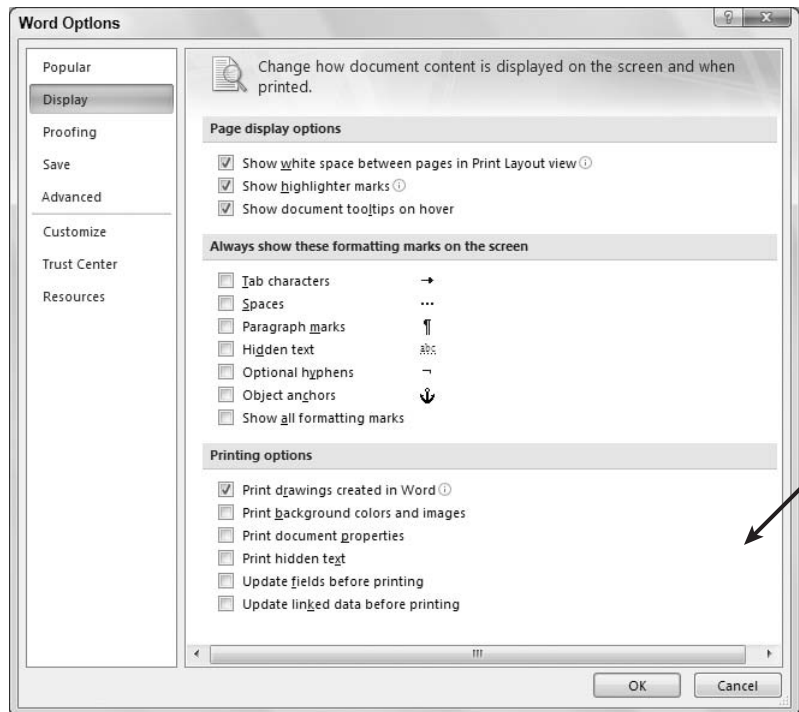 Word Options
Popular
Display
Proofing
Save
Advanced
Customize
Trust Center
Resources
Change how document content is displayed on the screen and when
printed.
Page display options
Show white space between pages in Print Layout view
Show highlighter marks
Show document tooltips on hover
Always show these formatting marks on the screen
Tab characters →
Spaces ...
Paragraph marks ¶
Hidden text abc
Optional hyphens ¬
Object anchors
Show all formatting marks
Printing options
Print drawings created in Word
Print background colors and images
Print document properties
Print hidden text
Update fields before printing
Update linked data before printing
OK Cancel